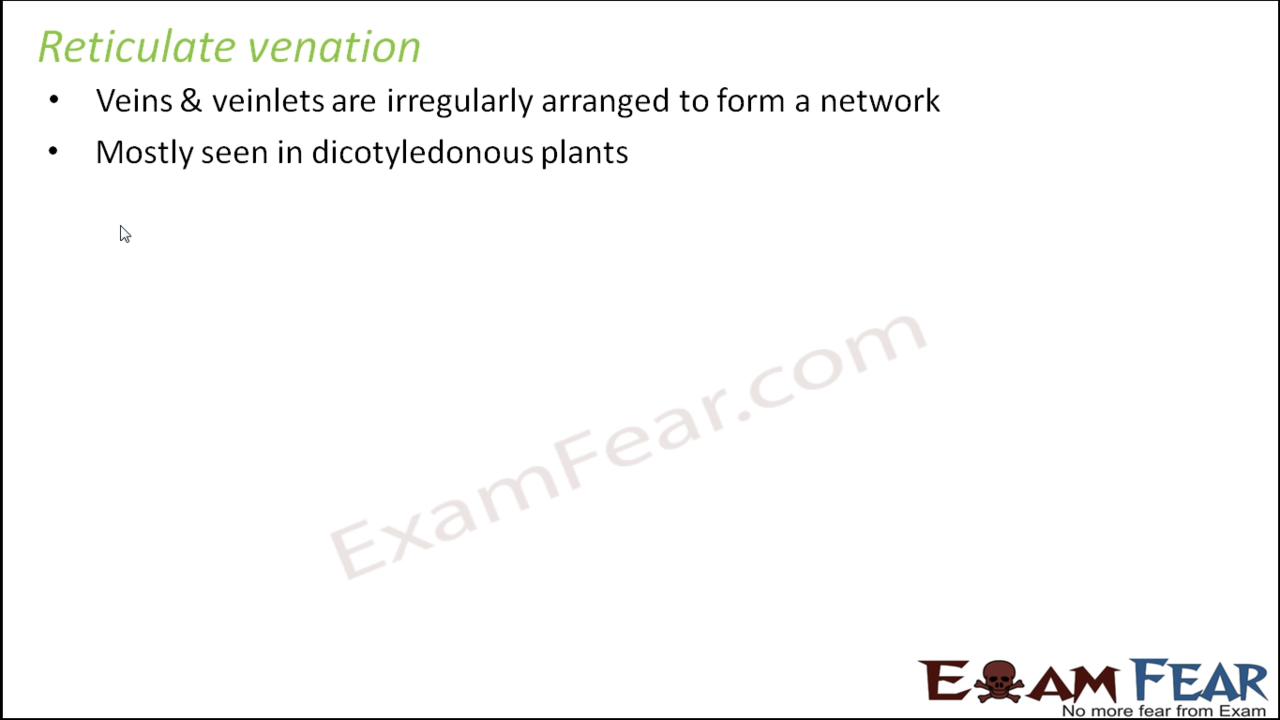 Reticulate venation
• Veins & veinlets are irregularly arranged to form a network
• Mostly seen in dicotyledonous plants
ExamFear.com
EXAM FEAR
No more fear from Exam